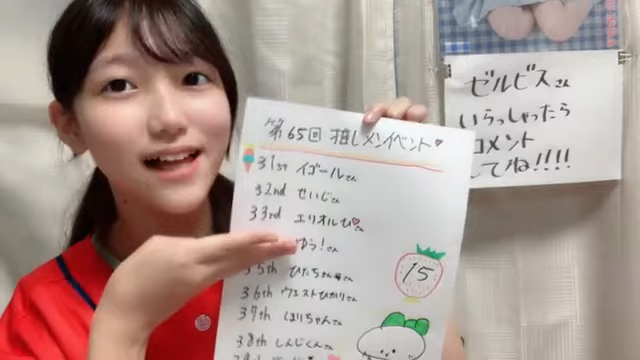 第65回 推しメンイベント♡
31st イゴールさん
32nd せいじさん
33rd エリオルひ♡さん
ゆう!さん
35th ひたちゃん さん
36th ウエストひかりさん
37th はりちゃんさん
38th しんじくんさん
15
ゼルビスさん
いらっしゃったら
コメント
してね!!!!